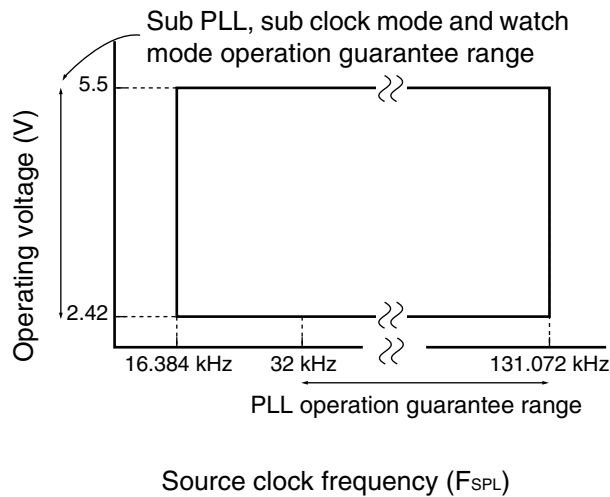 Sub PLL, sub clock mode and watch
mode operation guarantee range
5.5
Operating voltage (V)
2.42
16.384 kHz
32 kHz
131.072 kHz
PLL operation guarantee range
Source clock frequency (FSPL)